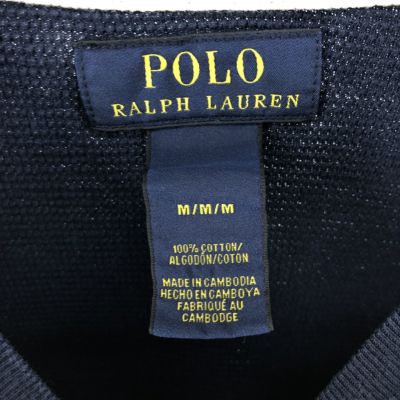 POLO
RALPH LAUREN
M/M/M
100% COTTON/
ALGODÓN/COTON
MADE IN CAMBODIA
HECHO EN CAMBOYA
FABRIQUÉ AU
CAMBODGE